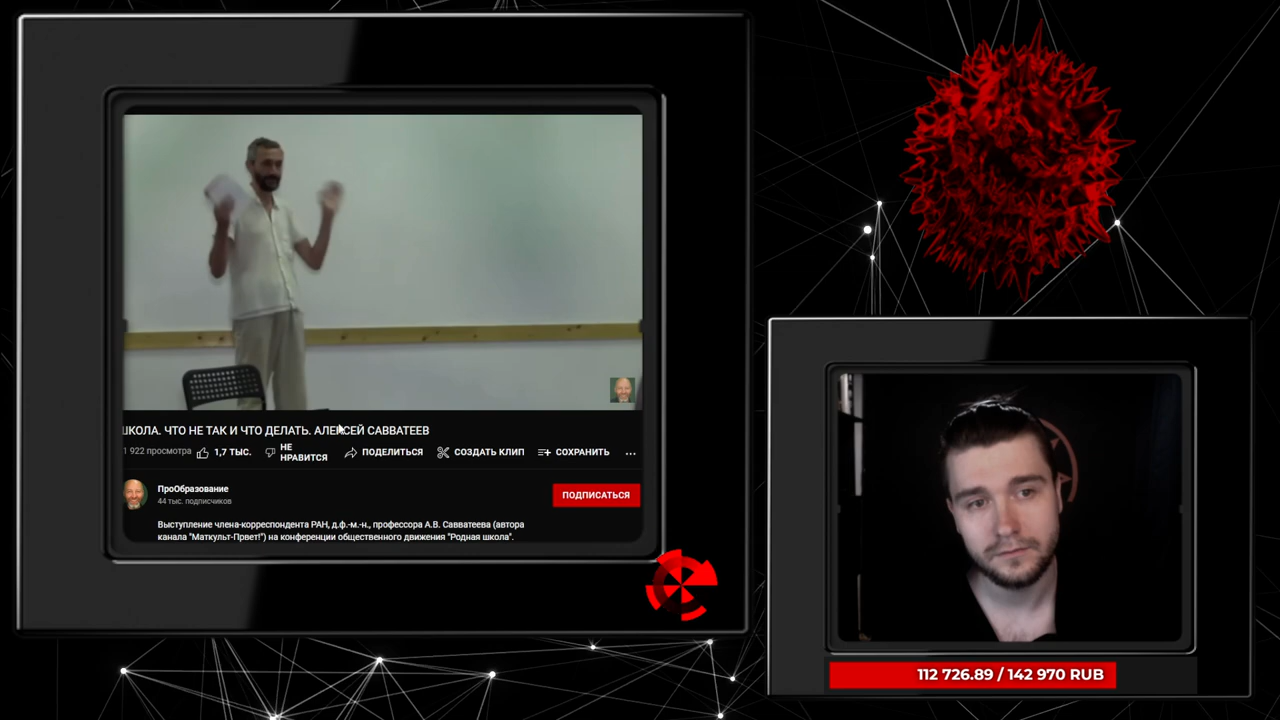 ШКОЛА. ЧТО НЕ ТАК И ЧТО ДЕЛАТЬ. АЛЕКСЕЙ САВВАТЕЕВ
1 922 просмотра 1,7 ТЫС. НЕ НРАВИТСЯ ПОДЕЛИТЬСЯ СОЗДАТЬ КЛИП СОХРАНИТЬ ...
ПроОбразование
44 тыс. подписчиков
ПОДПИСАТЬСЯ
Выступление члена-корреспондента РАН, д.ф.-м.-н., профессора А.В. Савватеева (автора
канала "Маткульт-Првет!") на конференции общественного движения "Родная школа".
112 726.89 / 142 970 RUB